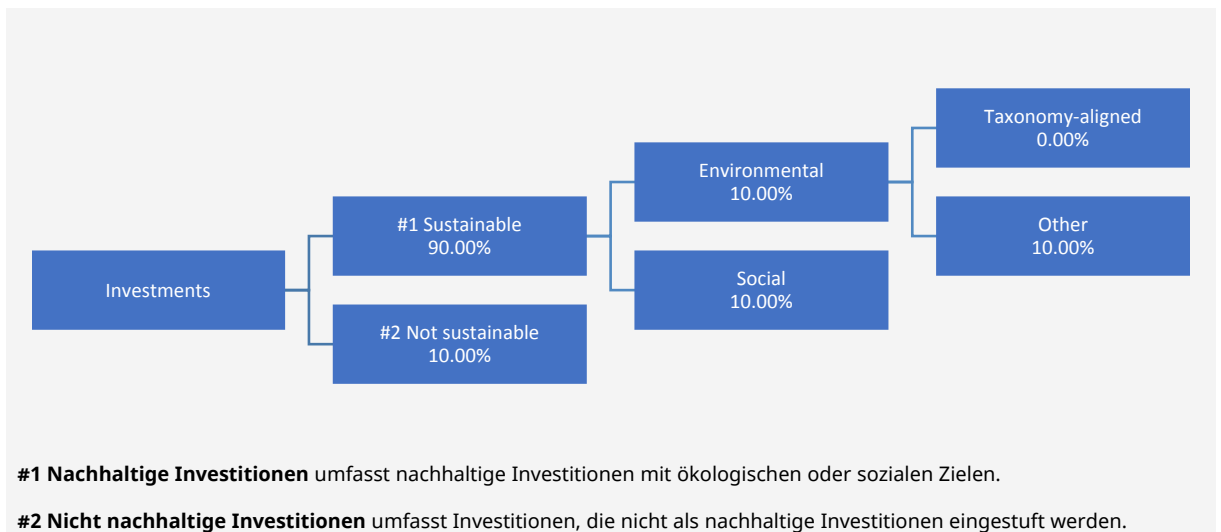 Investments
#1 Sustainable
90.00%
#2 Not sustainable
10.00%
Environmental
10.00%
Social
10.00%
Taxonomy-aligned
0.00%
Other
10.00%
#1 Nachhaltige Investitionen umfasst nachhaltige Investitionen mit ökologischen oder sozialen Zielen.
#2 Nicht nachhaltige Investitionen umfasst Investitionen, die nicht als nachhaltige Investitionen eingestuft werden.